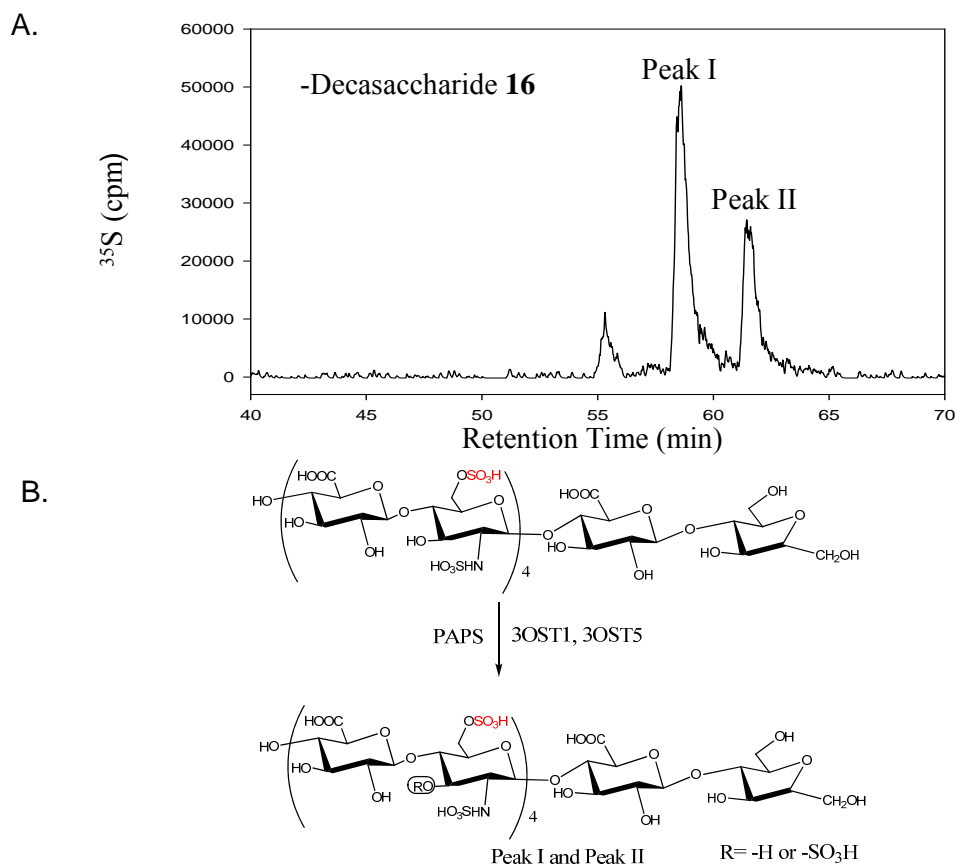 A.
60000
50000
40000
30000
20000
10000
0
³⁵S (cpm)
-Decasaccharide 16
Peak I
Peak II
40 45 50 55 60 65 70
Retention Time (min)
B.
HOOC
O
OSO₃H
HO
HO
OH
O
O
HO
HO₃SHN
O
4
HOOC
O
HO
OH
O
OH
HO
O
CH₂OH
PAPS
3OST1, 3OST5
HOOC
O
OSO₃H
HO
HO
OH
O
O
RO
HO₃SHN
O
4
HOOC
O
HO
OH
O
OH
HO
O
CH₂OH
Peak I and Peak II
R= -H or -SO₃H